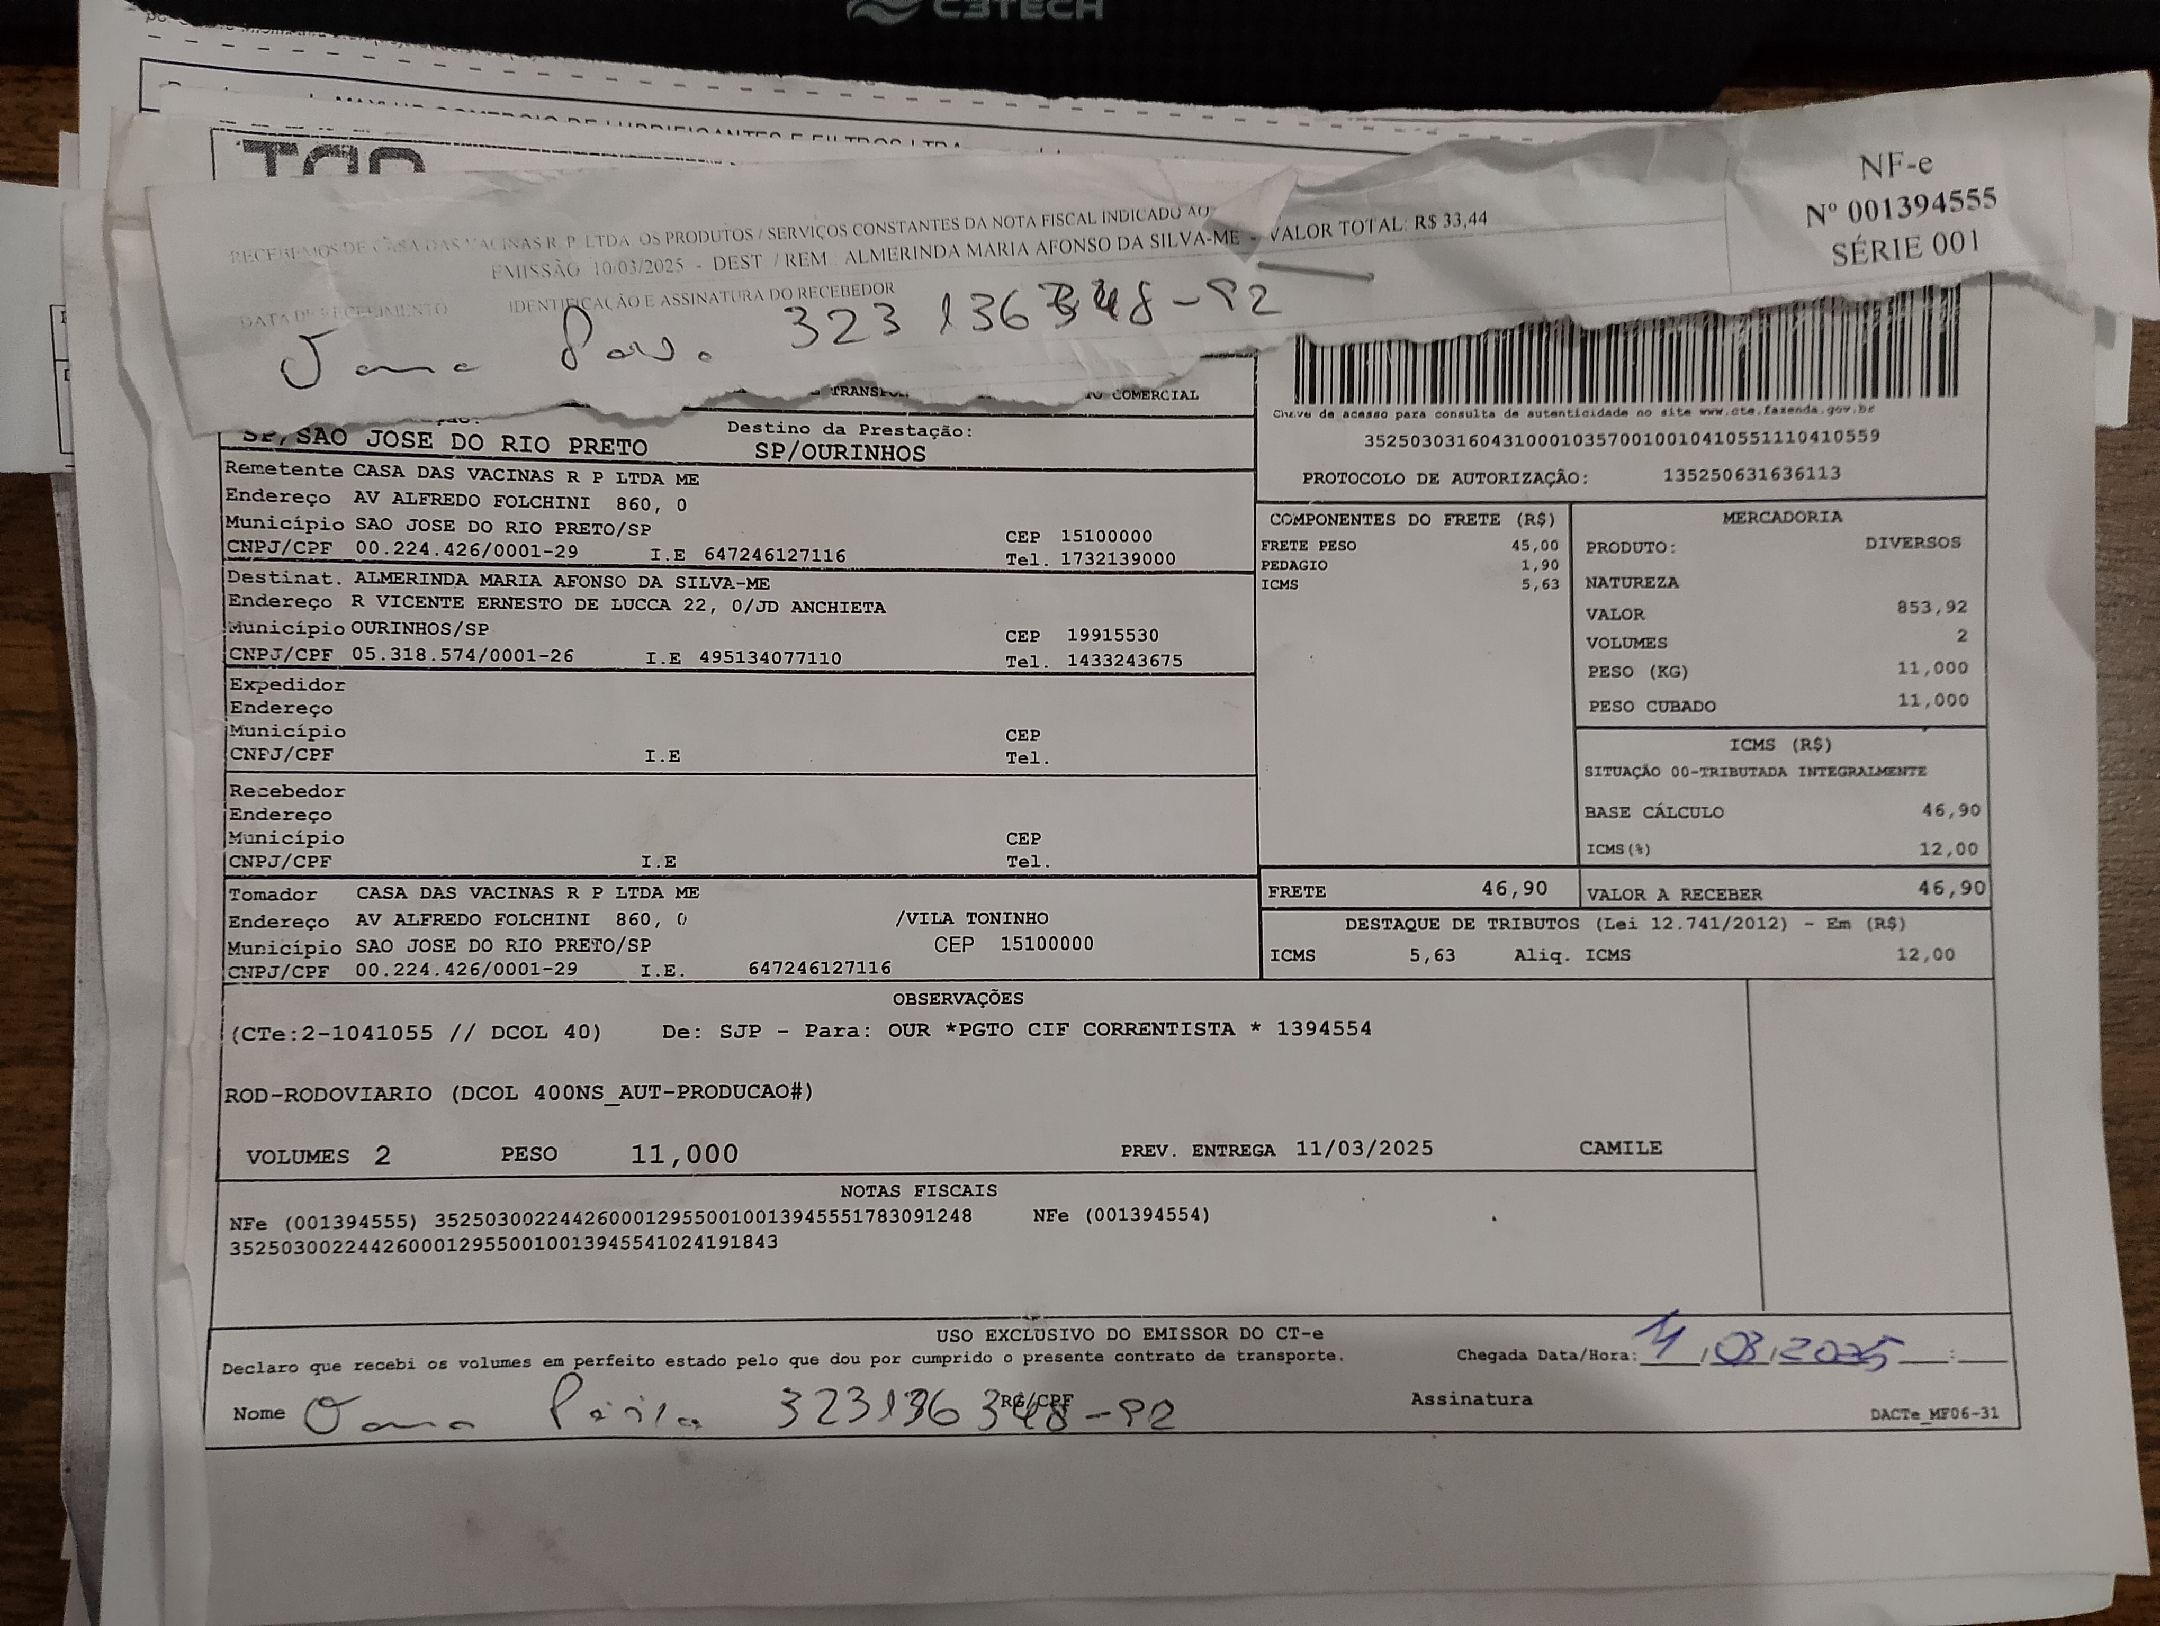 C3TECH
RECEBEMOS DE CASA DAS VACINAS R. P. LTDA OS PRODUTOS / SERVIÇOS CONSTANTES DA NOTA FISCAL INDICADO AO
EMISSÃO 10/03/2025 - DEST / REM ALMERINDA MARIA AFONSO DA SILVA-ME - VALOR TOTAL: R$ 33,44
DATA DE RECEBIMENTO IDENTIFICAÇÃO E ASSINATURA DO RECEBEDOR
NF-e
Nº 001394555
SÉRIE 001
COMERCIAL
Chave de acesso para consulta de autenticidade no site www.cte.fazenda.gov.br
35250303160431000103570010010410551110410559
PROTOCOLO DE AUTORIZAÇÃO: 135250631636113
Destino da Prestação:
SP/SAO JOSE DO RIO PRETO SP/OURINHOS
Remetente CASA DAS VACINAS R P LTDA ME
Endereço AV ALFREDO FOLCHINI 860, 0
Município SAO JOSE DO RIO PRETO/SP CEP 15100000
CNPJ/CPF 00.224.426/0001-29 I.E 647246127116 Tel. 1732139000
Destinat. ALMERINDA MARIA AFONSO DA SILVA-ME
Endereço R VICENTE ERNESTO DE LUCCA 22, 0/JD ANCHIETA
Município OURINHOS/SP CEP 19915530
CNPJ/CPF 05.318.574/0001-26 I.E 495134077110 Tel. 1433243675
Expedidor
Endereço
Município CEP
CNPJ/CPF I.E Tel.
Recebedor
Endereço
Município CEP
CNPJ/CPF I.E Tel.
Tomador CASA DAS VACINAS R P LTDA ME
Endereço AV ALFREDO FOLCHINI 860, 0 /VILA TONINHO
Município SAO JOSE DO RIO PRETO/SP CEP 15100000
CNPJ/CPF 00.224.426/0001-29 I.E. 647246127116
COMPONENTES DO FRETE (R$)
FRETE PESO 45,00
PEDAGIO 1,90
ICMS 5,63
MERCADORIA
PRODUTO: DIVERSOS
NATUREZA
VALOR 853,92
VOLUMES 2
PESO (KG) 11,000
PESO CUBADO 11,000
ICMS (R$)
SITUAÇÃO 00-TRIBUTADA INTEGRALMENTE
BASE CÁLCULO 46,90
ICMS(%) 12,00
FRETE 46,90 VALOR A RECEBER 46,90
DESTAQUE DE TRIBUTOS (Lei 12.741/2012) - Em (R$)
ICMS 5,63 Aliq. ICMS 12,00
OBSERVAÇÕES
(CTe:2-1041055 // DCOL 40) De: SJP - Para: OUR *PGTO CIF CORRENTISTA * 1394554
ROD-RODOVIARIO (DCOL 400NS_AUT-PRODUCAO#)
VOLUMES 2 PESO 11,000 PREV. ENTREGA 11/03/2025 CAMILE
NOTAS FISCAIS
NFe (001394555) 35250300224426000129550010013945551783091248 NFe (001394554)
35250300224426000129550010013945541024191843
USO EXCLUSIVO DO EMISSOR DO CT-e
Declaro que recebi os volumes em perfeito estado pelo que dou por cumprido o presente contrato de transporte. Chegada Data/Hora: 11/03/2025
Nome RG/CPF Assinatura
DACTe_MF06-31